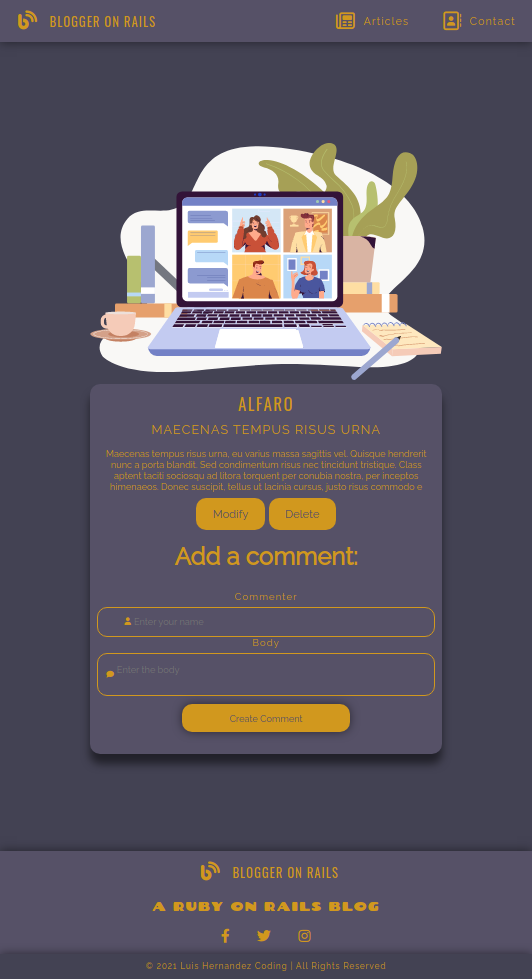 BLOGGER ON RAILS
Articles
Contact
ALFARO
MAECENAS TEMPUS RISUS URNA
Maecenas tempus risus urna, eu varius massa sagittis vel. Quisque hendrerit
nunc a porta blandit. Sed condimentum risus nec tincidunt tristique. Class
aptent taciti sociosqu ad litora torquent per conubia nostra, per inceptos
himenaeos. Donec suscipit, tellus ut lacinia cursus, justo risus commodo e
Modify
Delete
Add a comment:
Commenter
Enter your name
Body
Enter the body
Create Comment
BLOGGER ON RAILS
A RUBY ON RAILS BLOG
© 2021 Luis Hernandez Coding | All Rights Reserved